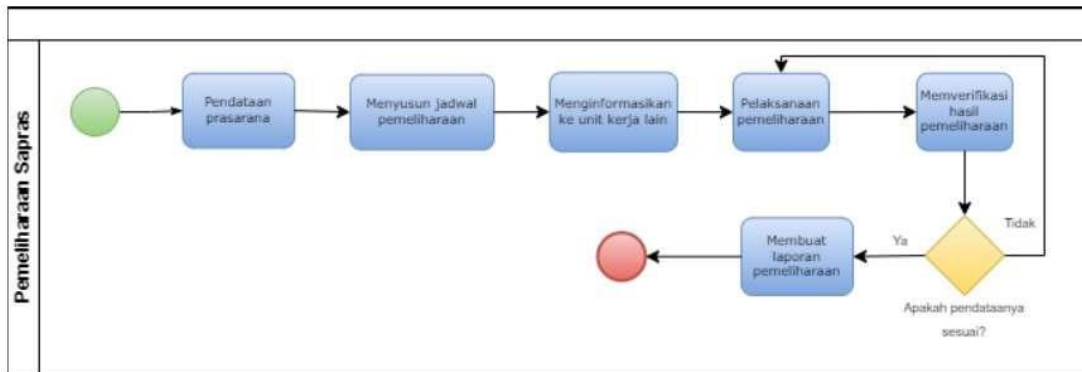 Pemeliharaan Sapras
Pendataan
prasarana
Menyusun jadwal
pemeliharaan
Menginformasikan
ke unit kerja lain
Pelaksanaan
pemeliharaan
Memverifikasi
hasil
pemeliharaan
Tidak
Ya
Membuat
laporan
pemeliharaan
Apakah pendataanya
sesuai?